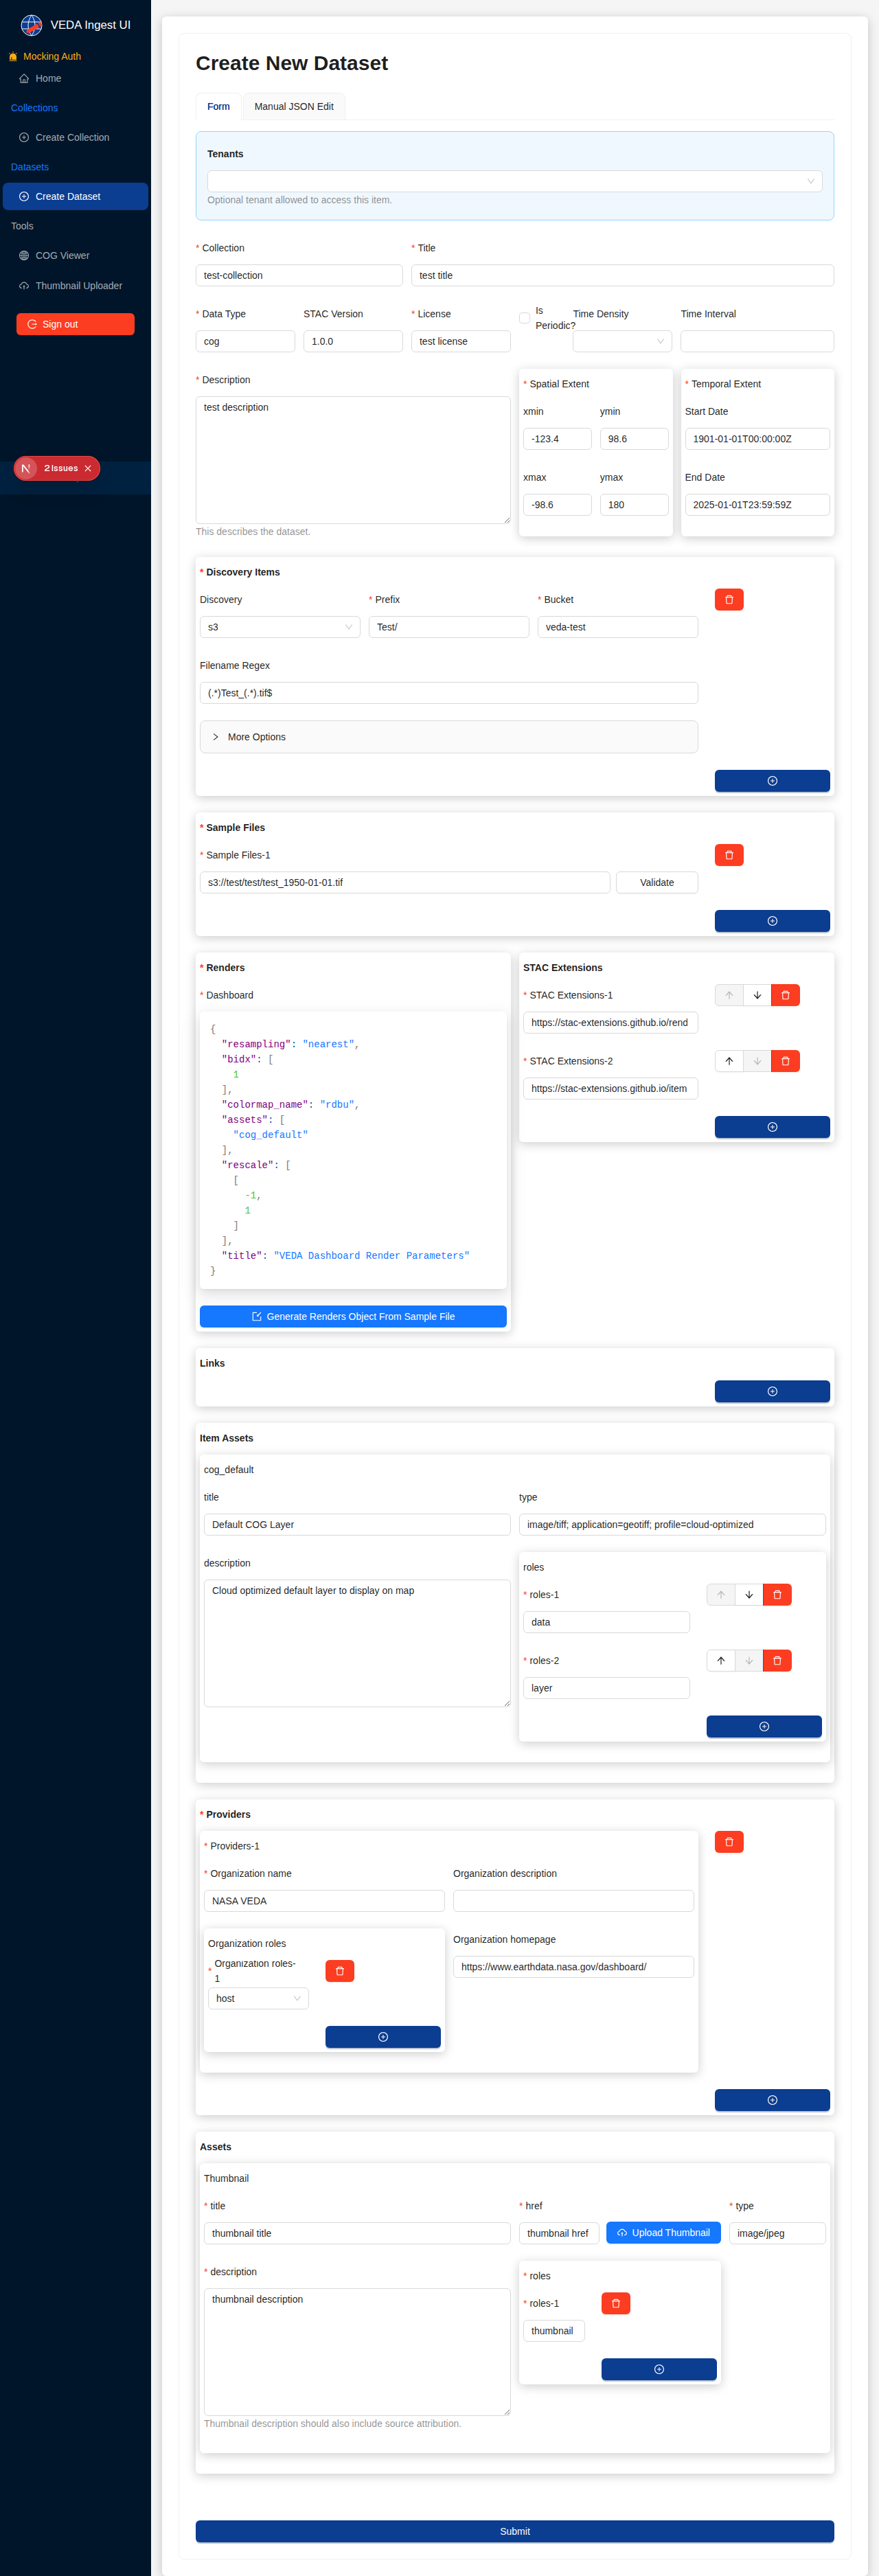 VEDA Ingest UI
Mocking Auth
Home
Collections
Create Collection
Datasets
Create Dataset
Tools
COG Viewer
Thumbnail Uploader
Sign out
2 Issues
Create New Dataset
Form
Manual JSON Edit
Tenants
Optional tenant allowed to access this item.
* Collection
* Title
test-collection
test title
* Data Type
STAC Version
* License
Is Periodic?
Time Density
Time Interval
cog
1.0.0
test license
* Description
test description
This describes the dataset.
* Spatial Extent
xmin
ymin
-123.4
98.6
xmax
ymax
-98.6
180
* Temporal Extent
Start Date
1901-01-01T00:00:00Z
End Date
2025-01-01T23:59:59Z
* Discovery Items
Discovery
* Prefix
* Bucket
s3
Test/
veda-test
Filename Regex
(.*)Test_(.*).tif$
More Options
* Sample Files
* Sample Files-1
s3://test/test/test_1950-01-01.tif
Validate
* Renders
* Dashboard
{
"resampling": "nearest",
"bidx": [
1
],
"colormap_name": "rdbu",
"assets": [
"cog_default"
],
"rescale": [
[
-1,
1
]
],
"title": "VEDA Dashboard Render Parameters"
}
Generate Renders Object From Sample File
STAC Extensions
* STAC Extensions-1
https://stac-extensions.github.io/rend
* STAC Extensions-2
https://stac-extensions.github.io/item
Links
Item Assets
cog_default
title
type
Default COG Layer
image/tiff; application=geotiff; profile=cloud-optimized
description
Cloud optimized default layer to display on map
roles
* roles-1
data
* roles-2
layer
* Providers
* Providers-1
* Organization name
Organization description
NASA VEDA
Organization roles
* Organization roles-1
host
Organization homepage
https://www.earthdata.nasa.gov/dashboard/
Assets
Thumbnail
* title
* href
* type
thumbnail title
thumbnail href
Upload Thumbnail
image/jpeg
* description
thumbnail description
Thumbnail description should also include source attribution.
* roles
* roles-1
thumbnail
Submit